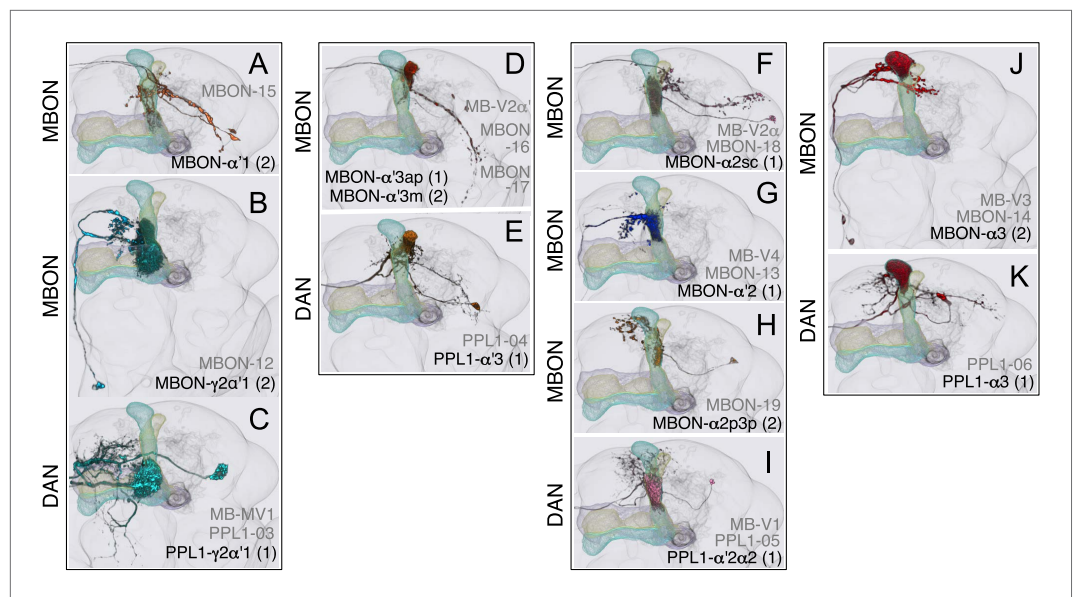 MBON
A
MBON-15
MBON-α'1 (2)
MBON
B
MBON-12
MBON-γ2α'1 (2)
DAN
C
MB-MV1
PPL1-03
PPL1-γ2α'1 (1)
MBON
D
MB-V2α'
MBON
-16
MBON
-17
MBON-α'3ap (1)
MBON-α'3m (2)
DAN
E
PPL1-04
PPL1-α'3 (1)
MBON
F
MB-V2α
MBON-18
MBON-α2sc (1)
MBON
G
MB-V4
MBON-13
MBON-α'2 (1)
MBON
H
MBON-19
MBON-α2p3p (2)
DAN
I
MB-V1
PPL1-05
PPL1-α'2α2 (1)
MBON
J
MB-V3
MBON-14
MBON-α3 (2)
DAN
K
PPL1-06
PPL1-α3 (1)